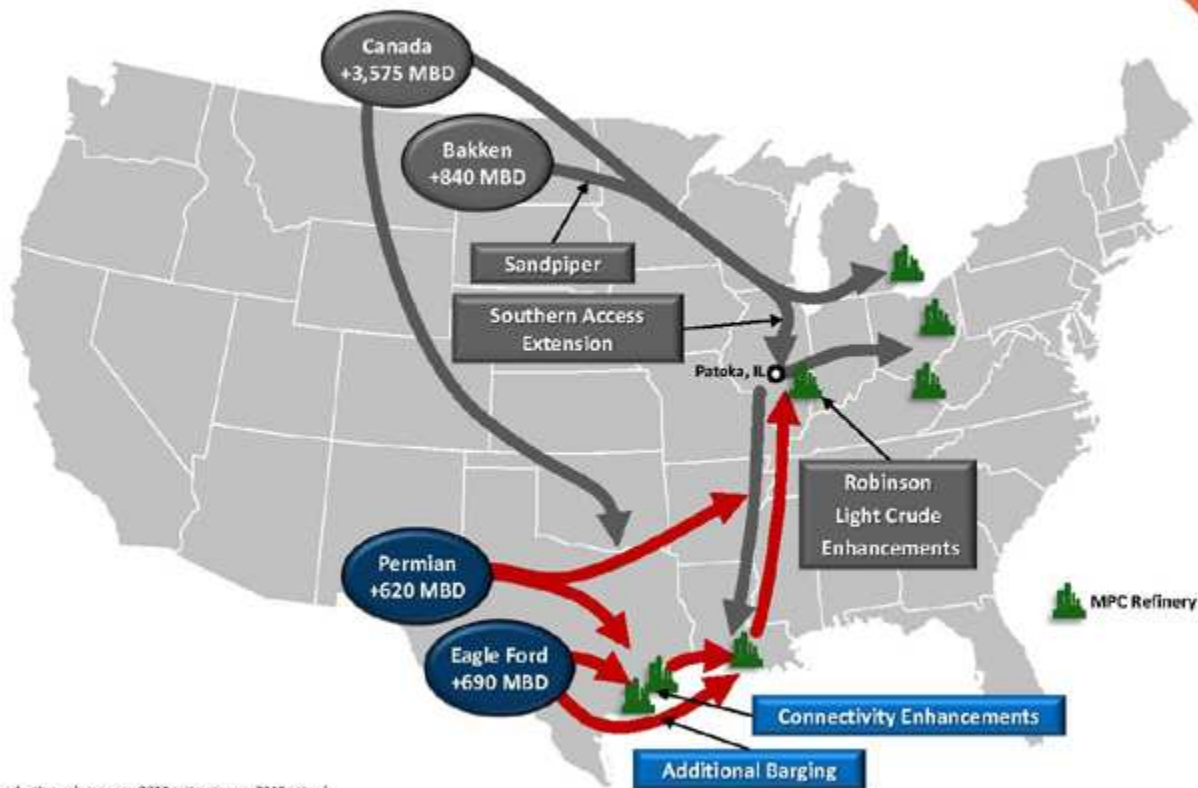 Canada
+3,575 MBD
Bakken
+840 MBD
Sandpiper
Southern Access
Extension
Patoka, IL
Robinson
Light Crude
Enhancements
Permian
+620 MBD
MPC Refinery
Eagle Ford
+690 MBD
Connectivity Enhancements
Additional Barging